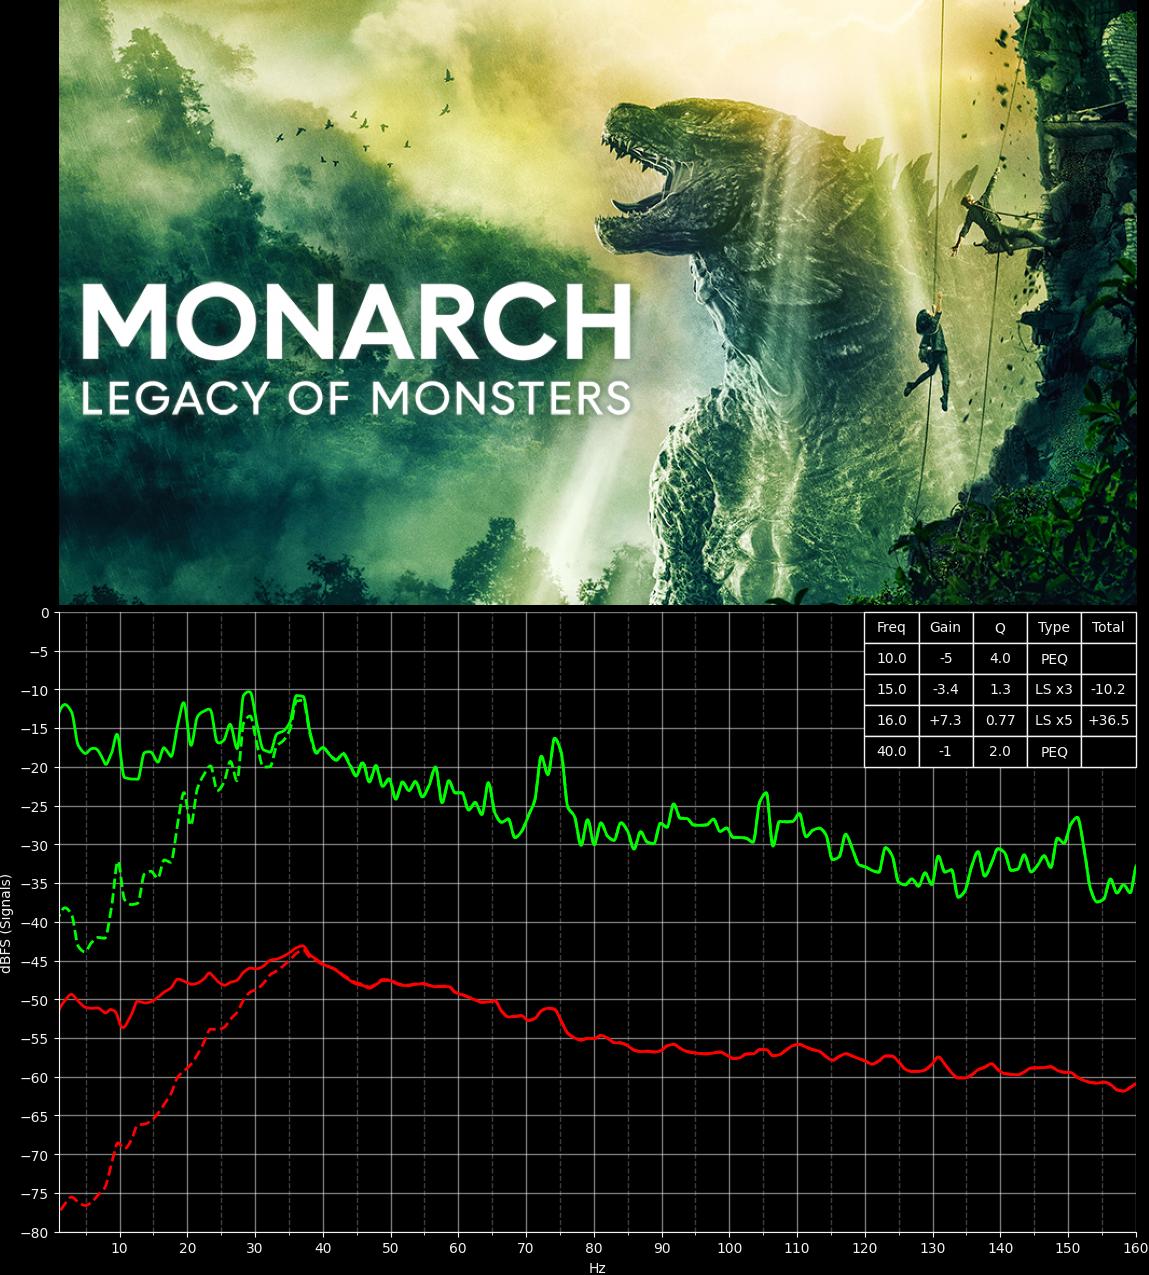 MONARCH
LEGACY OF MONSTERS
Freq Gain Q Type Total
10.0 -5 4.0 PEQ
15.0 -3.4 1.3 LS x3 -10.2
16.0 +7.3 0.77 LS x5 +36.5
40.0 -1 2.0 PEQ
0
−5
−10
−15
−20
−25
−30
−35
−40
−45
−50
−55
−60
−65
−70
−75
−80
dBFS (Signals)
10 20 30 40 50 60 70 80 90 100 110 120 130 140 150 160
Hz